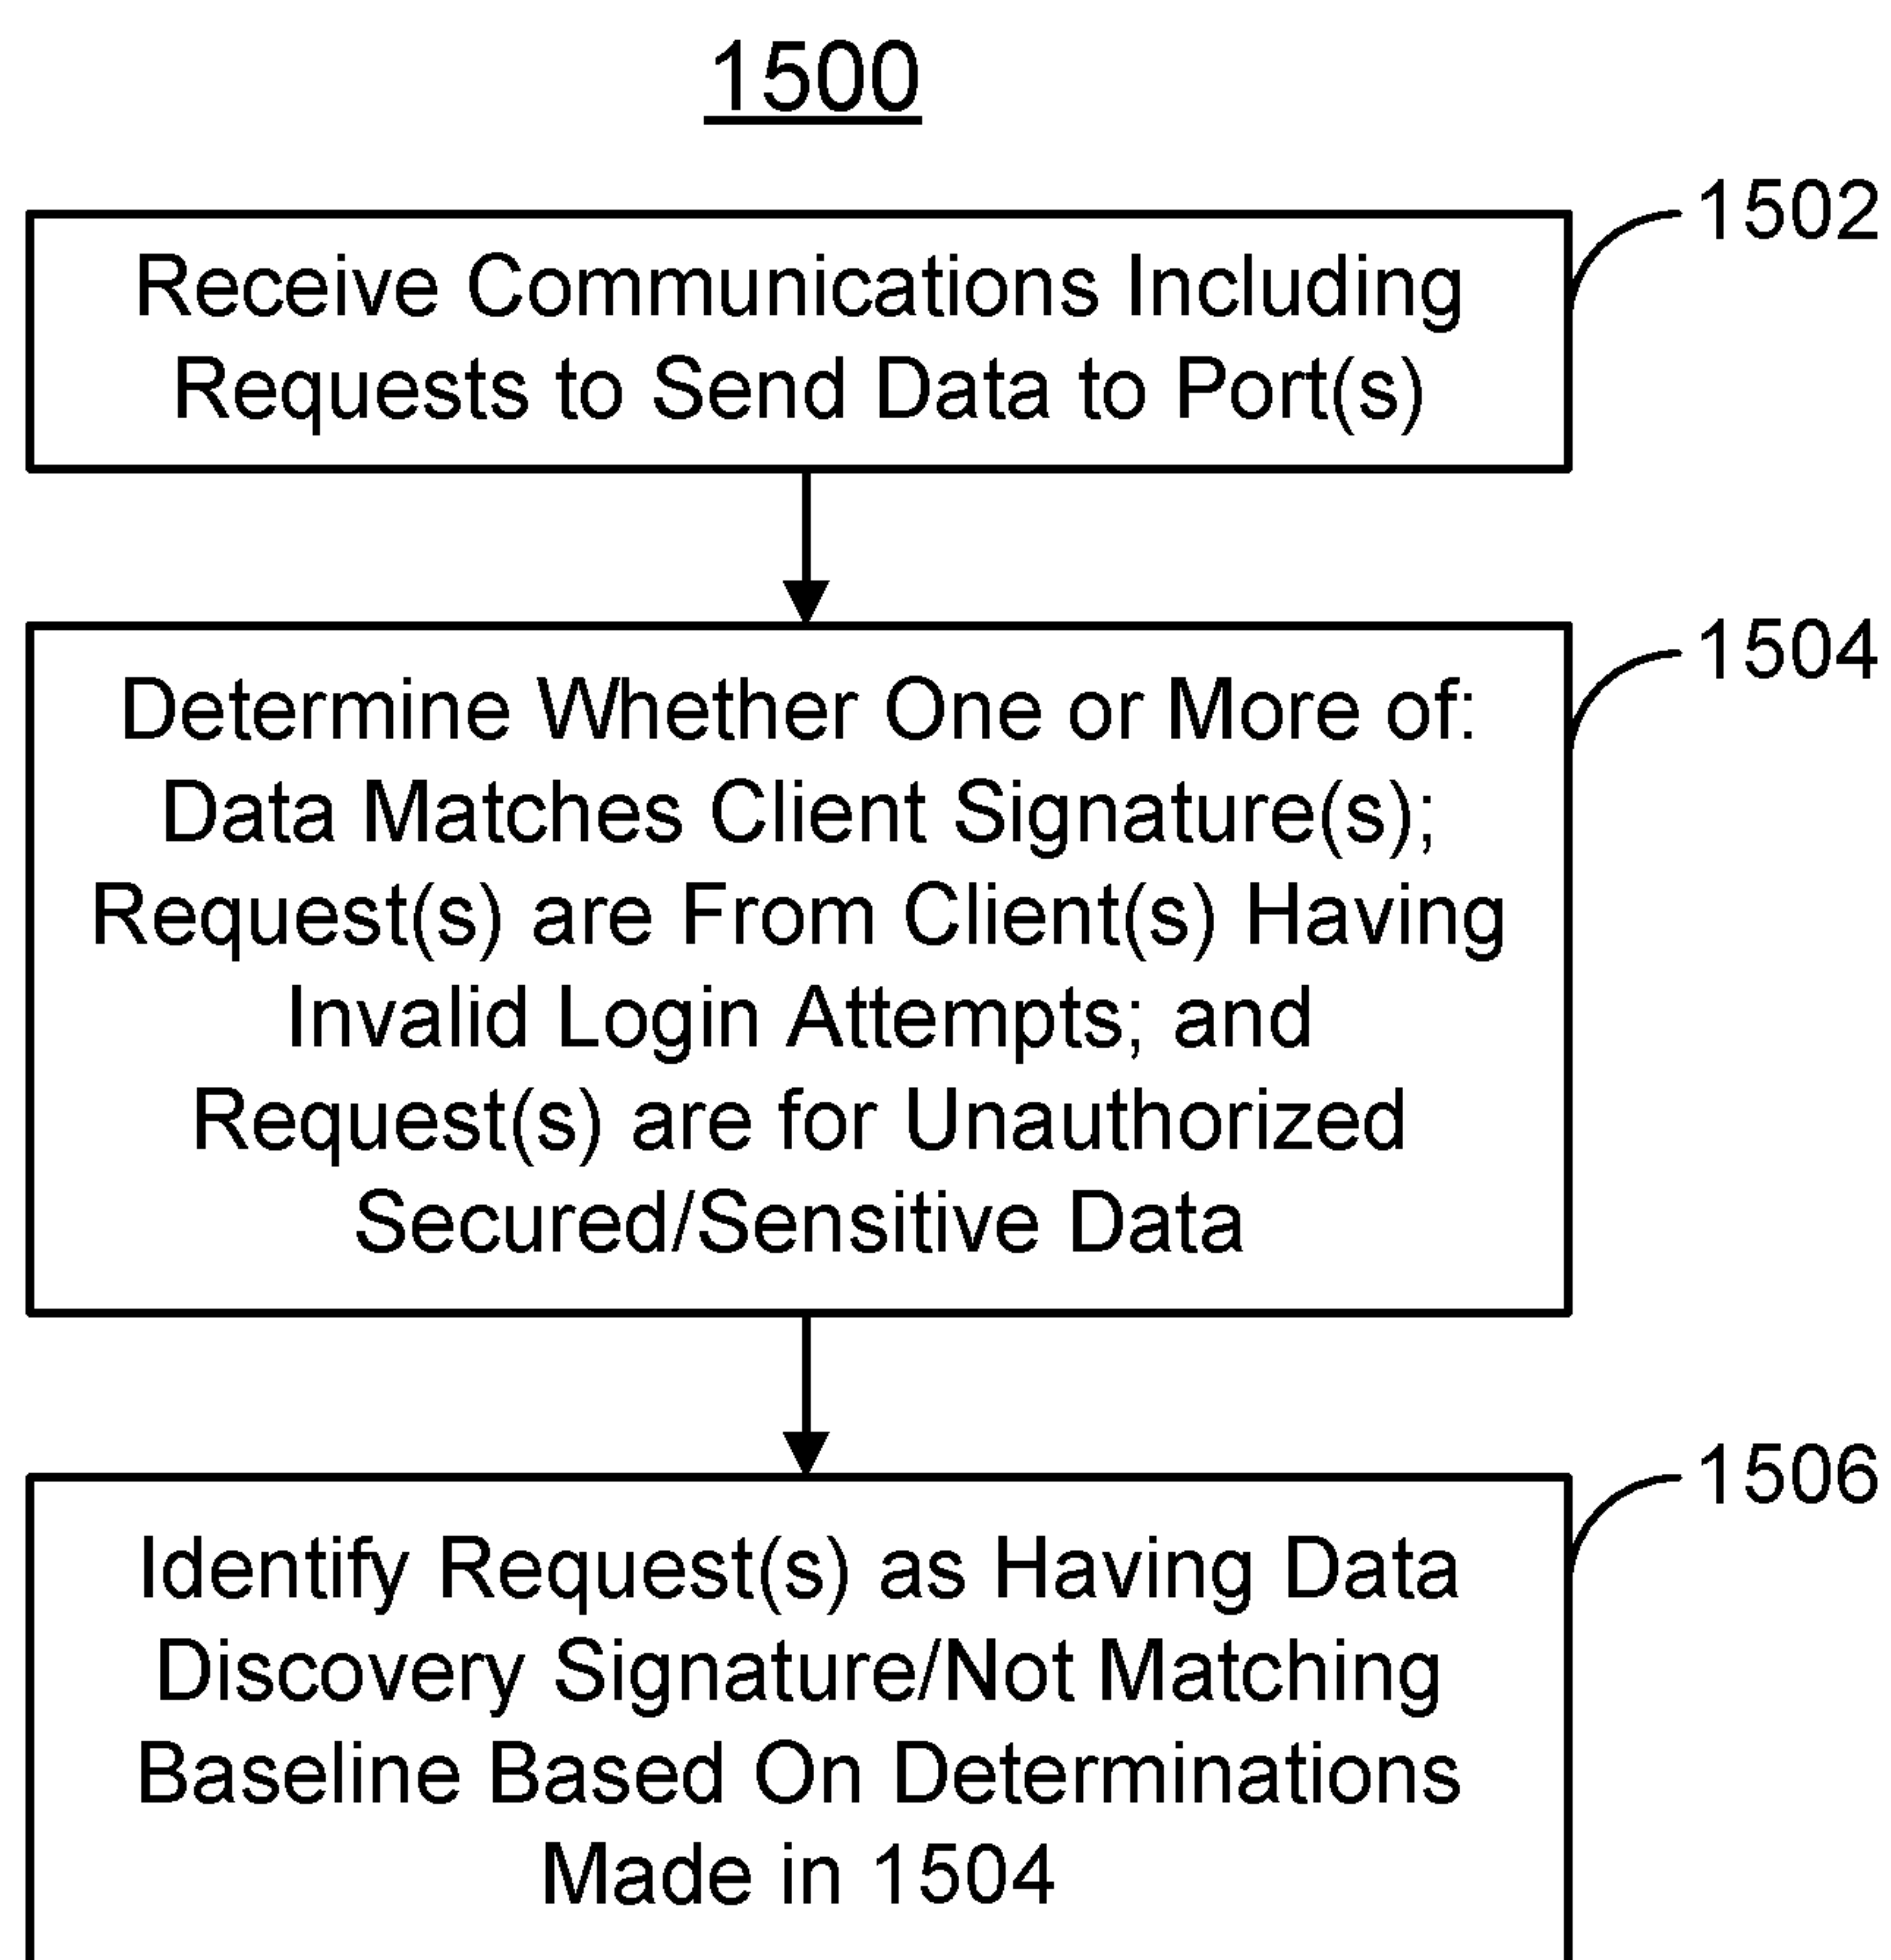 1500
1502
Receive Communications Including
Requests to Send Data to Port(s)
1504
Determine Whether One or More of:
Data Matches Client Signature(s);
Request(s) are From Client(s) Having
Invalid Login Attempts; and
Request(s) are for Unauthorized
Secured/Sensitive Data
1506
Identify Request(s) as Having Data
Discovery Signature/Not Matching
Baseline Based On Determinations
Made in 1504